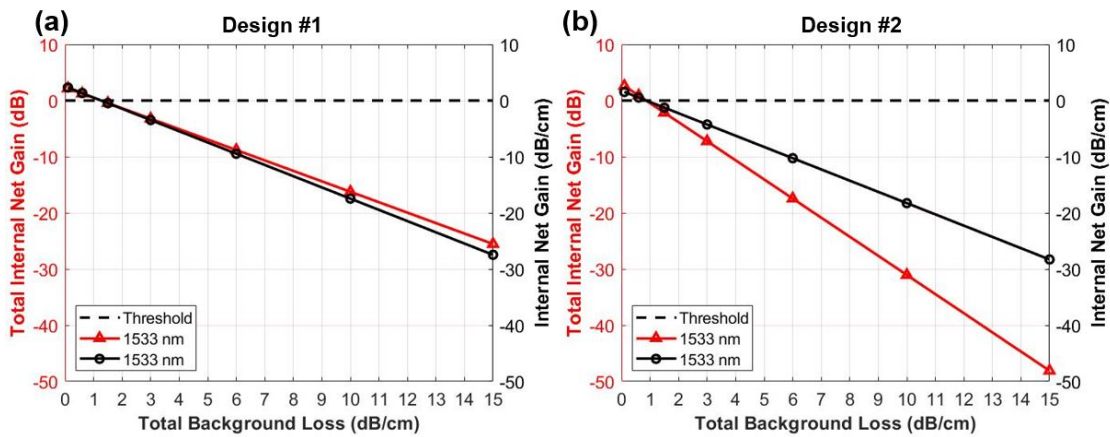 (a)
Design #1
Total Internal Net Gain (dB)
10
0
-10
-20
-30
-40
-50
Threshold
1533 nm
1533 nm
10
0
-10
-20
-30
-40
-50
Internal Net Gain (dB/cm)
0 1 2 3 4 5 6 7 8 9 10 11 12 13 14 15
Total Background Loss (dB/cm)
(b)
Design #2
Total Internal Net Gain (dB)
10
0
-10
-20
-30
-40
-50
Threshold
1533 nm
1533 nm
10
0
-10
-20
-30
-40
-50
Internal Net Gain (dB/cm)
0 1 2 3 4 5 6 7 8 9 10 11 12 13 14 15
Total Background Loss (dB/cm)